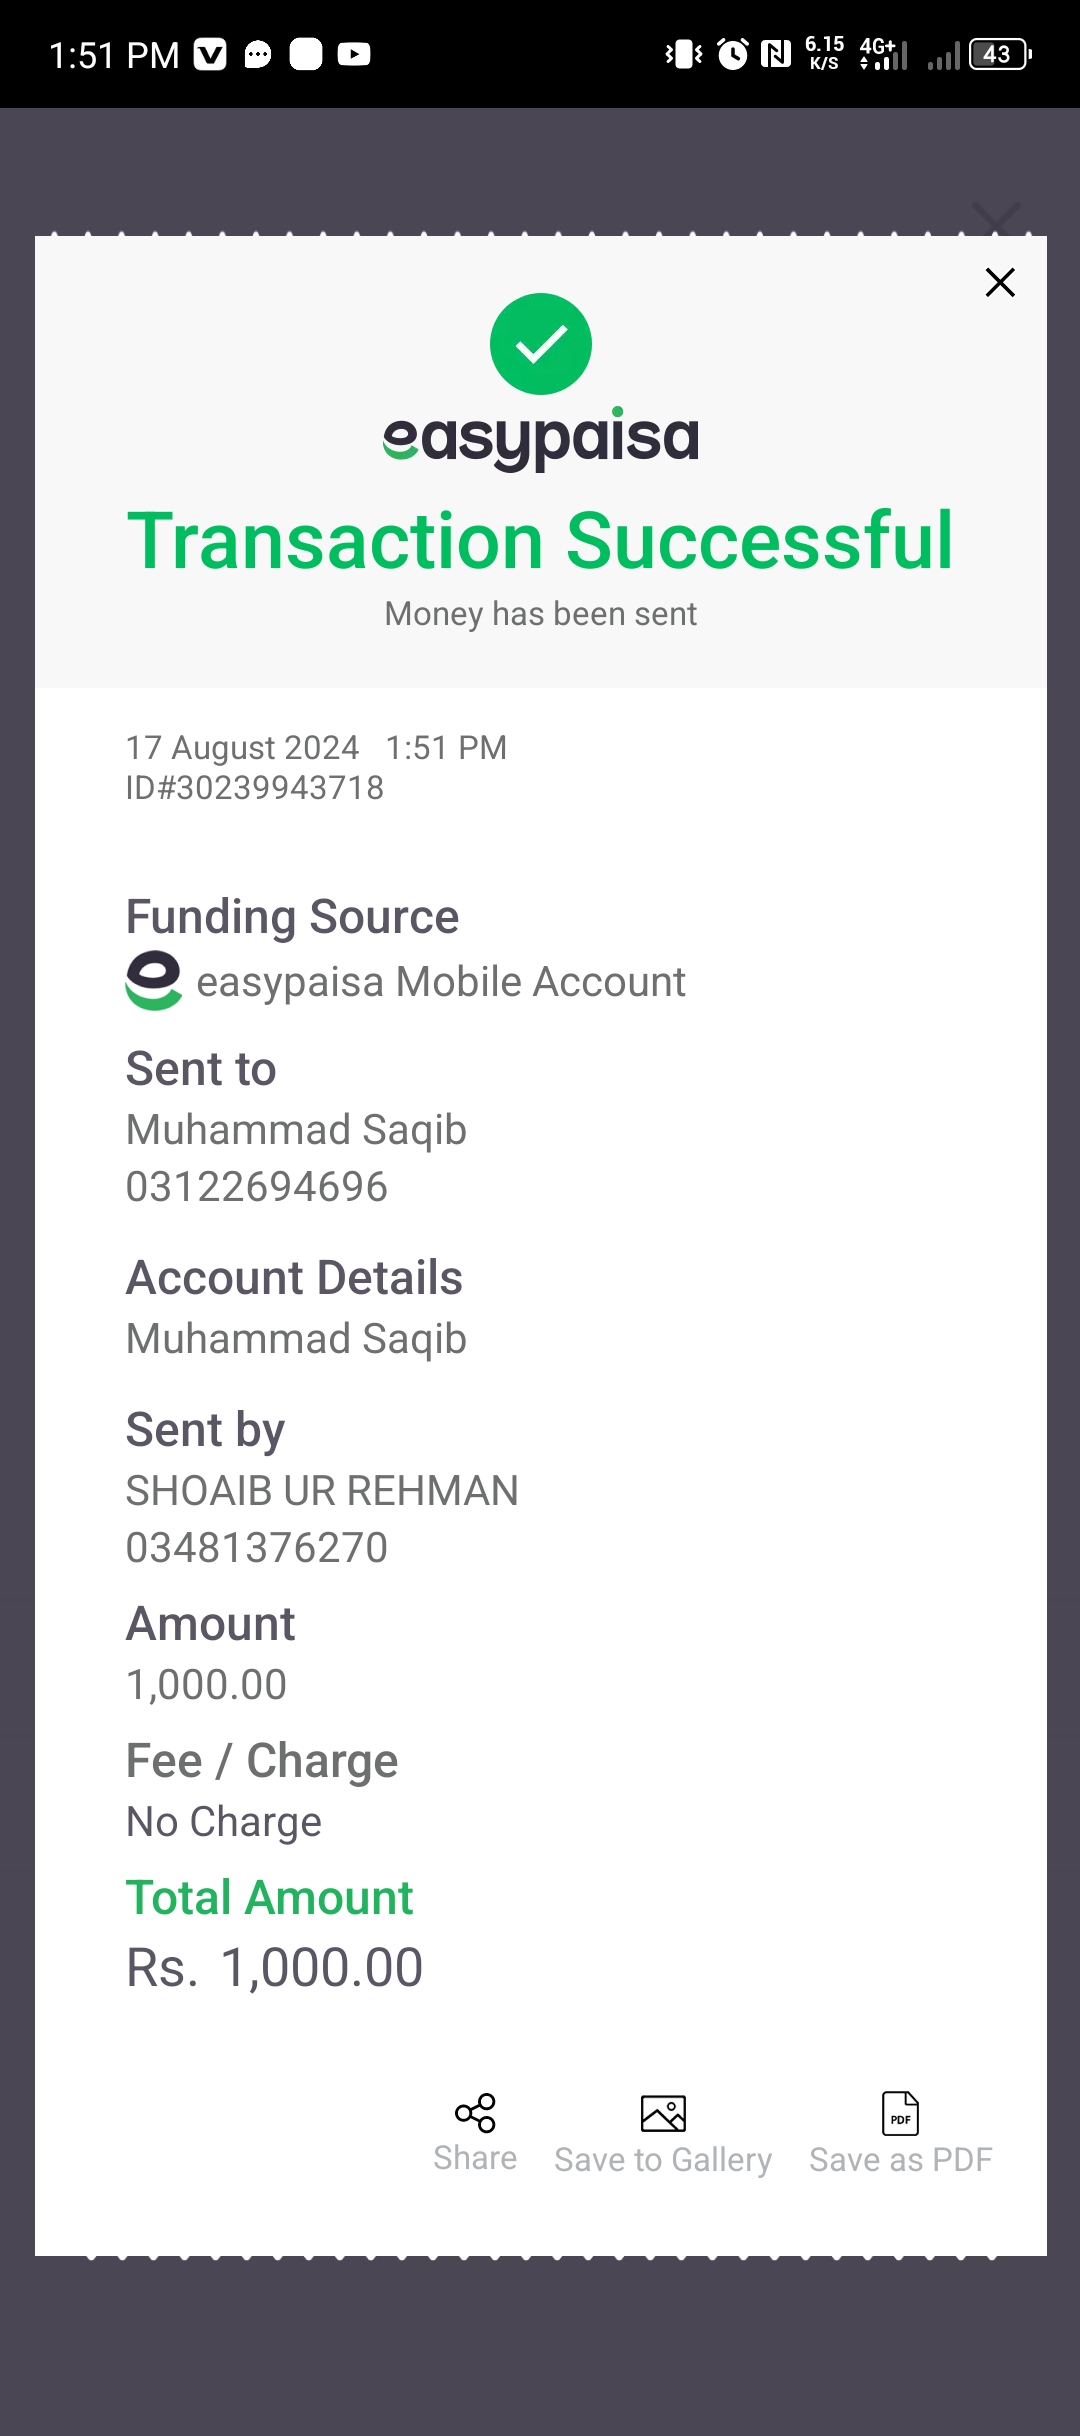 1:51 PM
6.15 K/S 4G+ 43
easypaisa
Transaction Successful
Money has been sent
17 August 2024 1:51 PM
ID#30239943718
Funding Source
easypaisa Mobile Account
Sent to
Muhammad Saqib
03122694696
Account Details
Muhammad Saqib
Sent by
SHOAIB UR REHMAN
03481376270
Amount
1,000.00
Fee / Charge
No Charge
Total Amount
Rs. 1,000.00
PDF
Share Save to Gallery Save as PDF